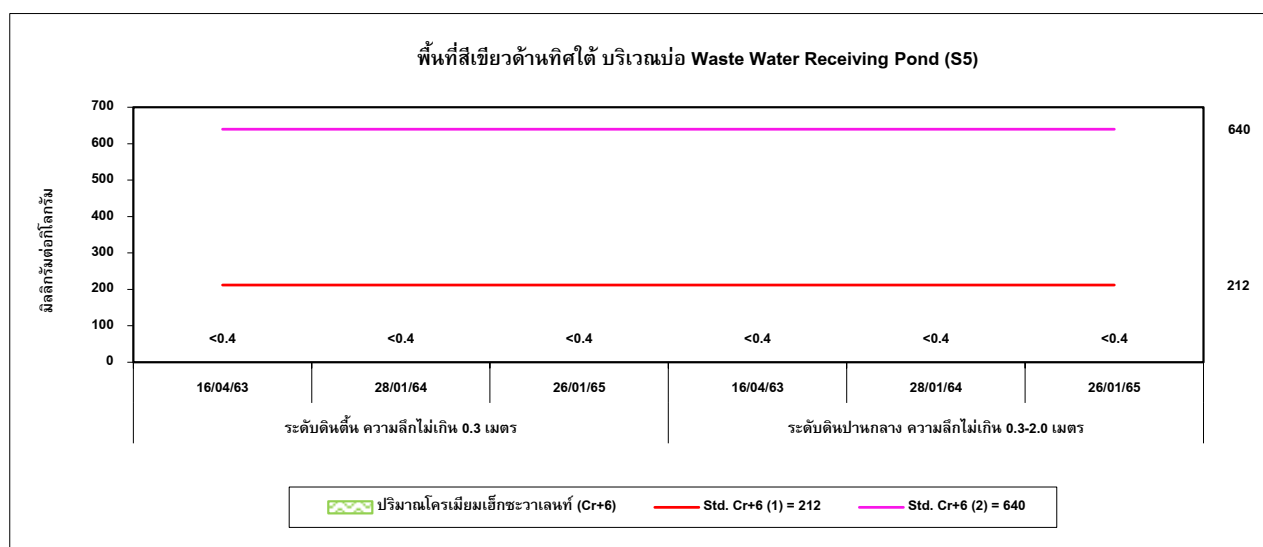 พื้นที่สีเขียวด้านทิศใต้ บริเวณบ่อ Waste Water Receiving Pond (S5)
มิลลิกรัมต่อกิโลกรัม
700
600
500
400
300
200
100
0
640
212
<0.4 <0.4 <0.4 <0.4 <0.4 <0.4
16/04/63 28/01/64 26/01/65 16/04/63 28/01/64 26/01/65
ระดับดินตื้น ความลึกไม่เกิน 0.3 เมตร ระดับดินปานกลาง ความลึกไม่เกิน 0.3-2.0 เมตร
ปริมาณโครเมียมเฮ็กซะวาเลนท์ (Cr+6) Std. Cr+6 (1) = 212 Std. Cr+6 (2) = 640